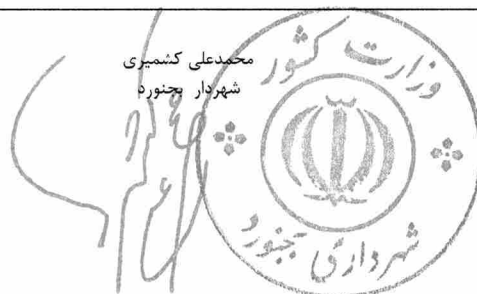 محمدعلی کشمیری
شهردار بجنورد
وزارت کشور
شهرداری بجنورد